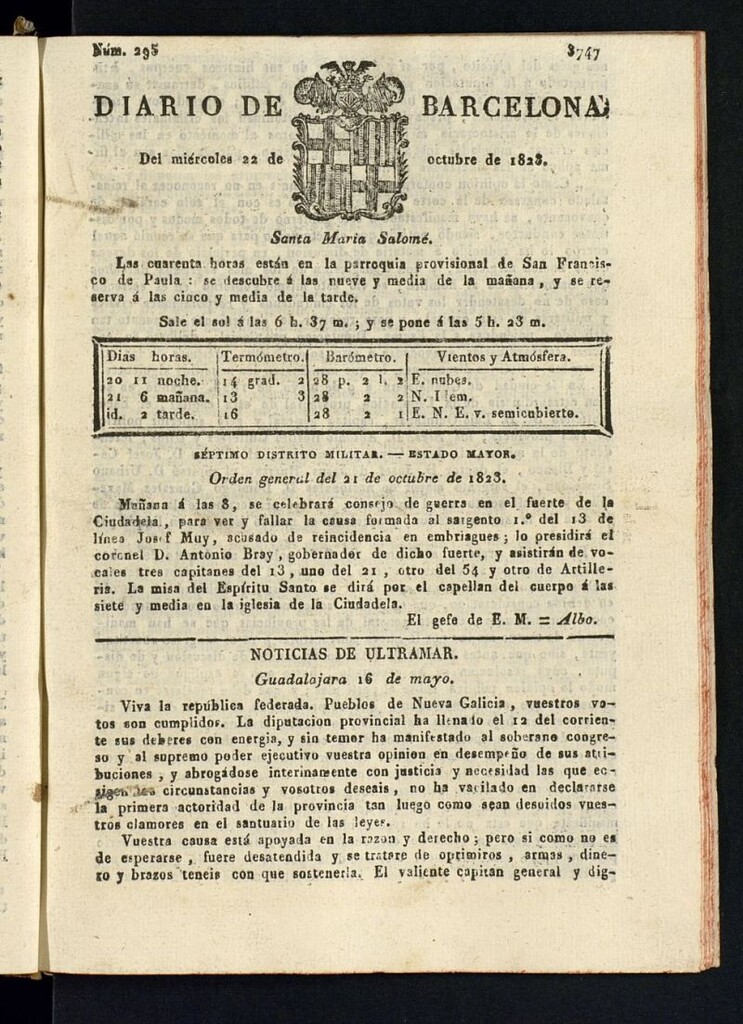 Núm. 295 3747
DIARIO DE BARCELONA,
Del miércoles 22 de octubre de 1823.
Santa Maria Salomé.
Las cuarenta horas están en la parroquia provisional de San Francis-
co de Paula : se descubre á las nueve y media de la mañana , y se re-
serva á las cinco y media de la tarde.
Sale el sol á las 6 h. 37 m. ; y se pone á las 5 h. 23 m.
Dias horas. Termómetro. Barómetro. Vientos y Atmósfera.
20 11 noche. 14 grad. 2 28 p. 2 l. 2 E. nubes.
21 6 mañana. 13 3 28 2 2 N. Idem.
id. 2 tarde. 16 28 2 1 E. N. E. v. semicubierto.
SÉPTIMO DISTRITO MILITAR. — ESTADO MAYOR.
Orden general del 21 de octubre de 1823.
Mañana á las 8, se celebrará consejo de guerra en el fuerte de la
Ciudadela, para ver y fallar la causa formada al sargento 1.º del 13 de
línea Josef Muy, acusado de reincidencia en embriagues ; lo presidirá el
coronel D. Antonio Bray , gobernador de dicho fuerte, y asistirán de vo-
cales tres capitanes del 13 , uno del 21 , otro del 54 y otro de Artille-
ria. La misa del Espíritu Santo se dirá por el capellan del cuerpo á las
siete y media en la iglesia de la Ciudadela.
El gefe de E. M. = Albo.
NOTICIAS DE ULTRAMAR.
Guadalajara 16 de mayo.
Viva la república federada. Pueblos de Nueva Galicia , vuestros vo-
tos son cumplidos. La diputacion provincial ha llenado el 12 del corrien-
te sus deberes con energia, y sin temor ha manifestado al soberano congre-
so y al supremo poder ejecutivo vuestra opinion en desempeño de sus atri-
buciones , y abrogádose interinamente con justicia y necesidad las que ec-
sigen las circunstancias y vosotros deseais , no ha vacilado en declararse
la primera actoridad de la provincia tan luego como sean desoidos vues-
tros clamores en el santuario de las leyes.
Vuestra causa está apoyada en la razon y derecho ; pero si como no es
de esperarse , fuere desatendida y se tratare de oprimiros , armas , dine-
ro y brazos teneis con que sostenerla. El valiente capitan general y dig-